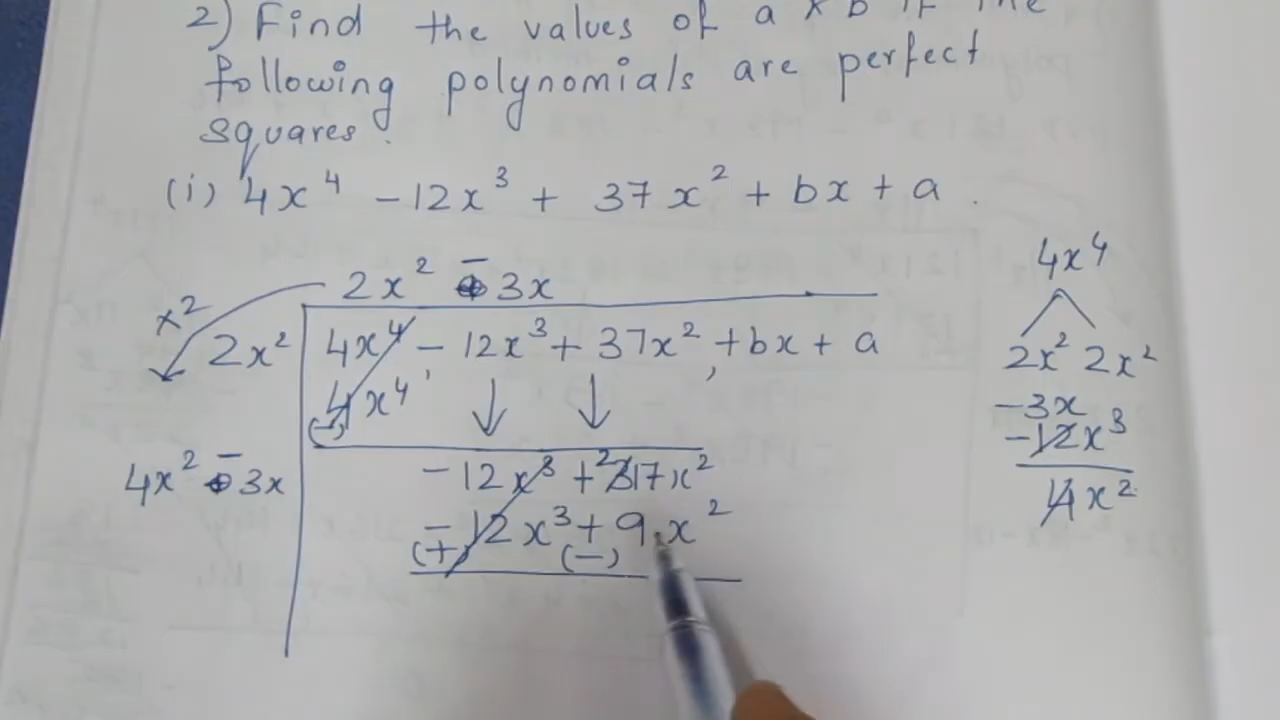 2) Find the values of a & b if the
following polynomials are perfect
squares.
(i) 4x⁴ - 12x³ + 37x² + bx + a .
2x² - 3x
x²
2x² 4x⁴ - 12x³ + 37x² + bx + a
4x⁴
(-)
4x² - 3x
- 12x³ + 37x²
- 12x³ + 9x²
(+) (-)
4x⁴
2x² 2x²
-3x
-12x³
4x²